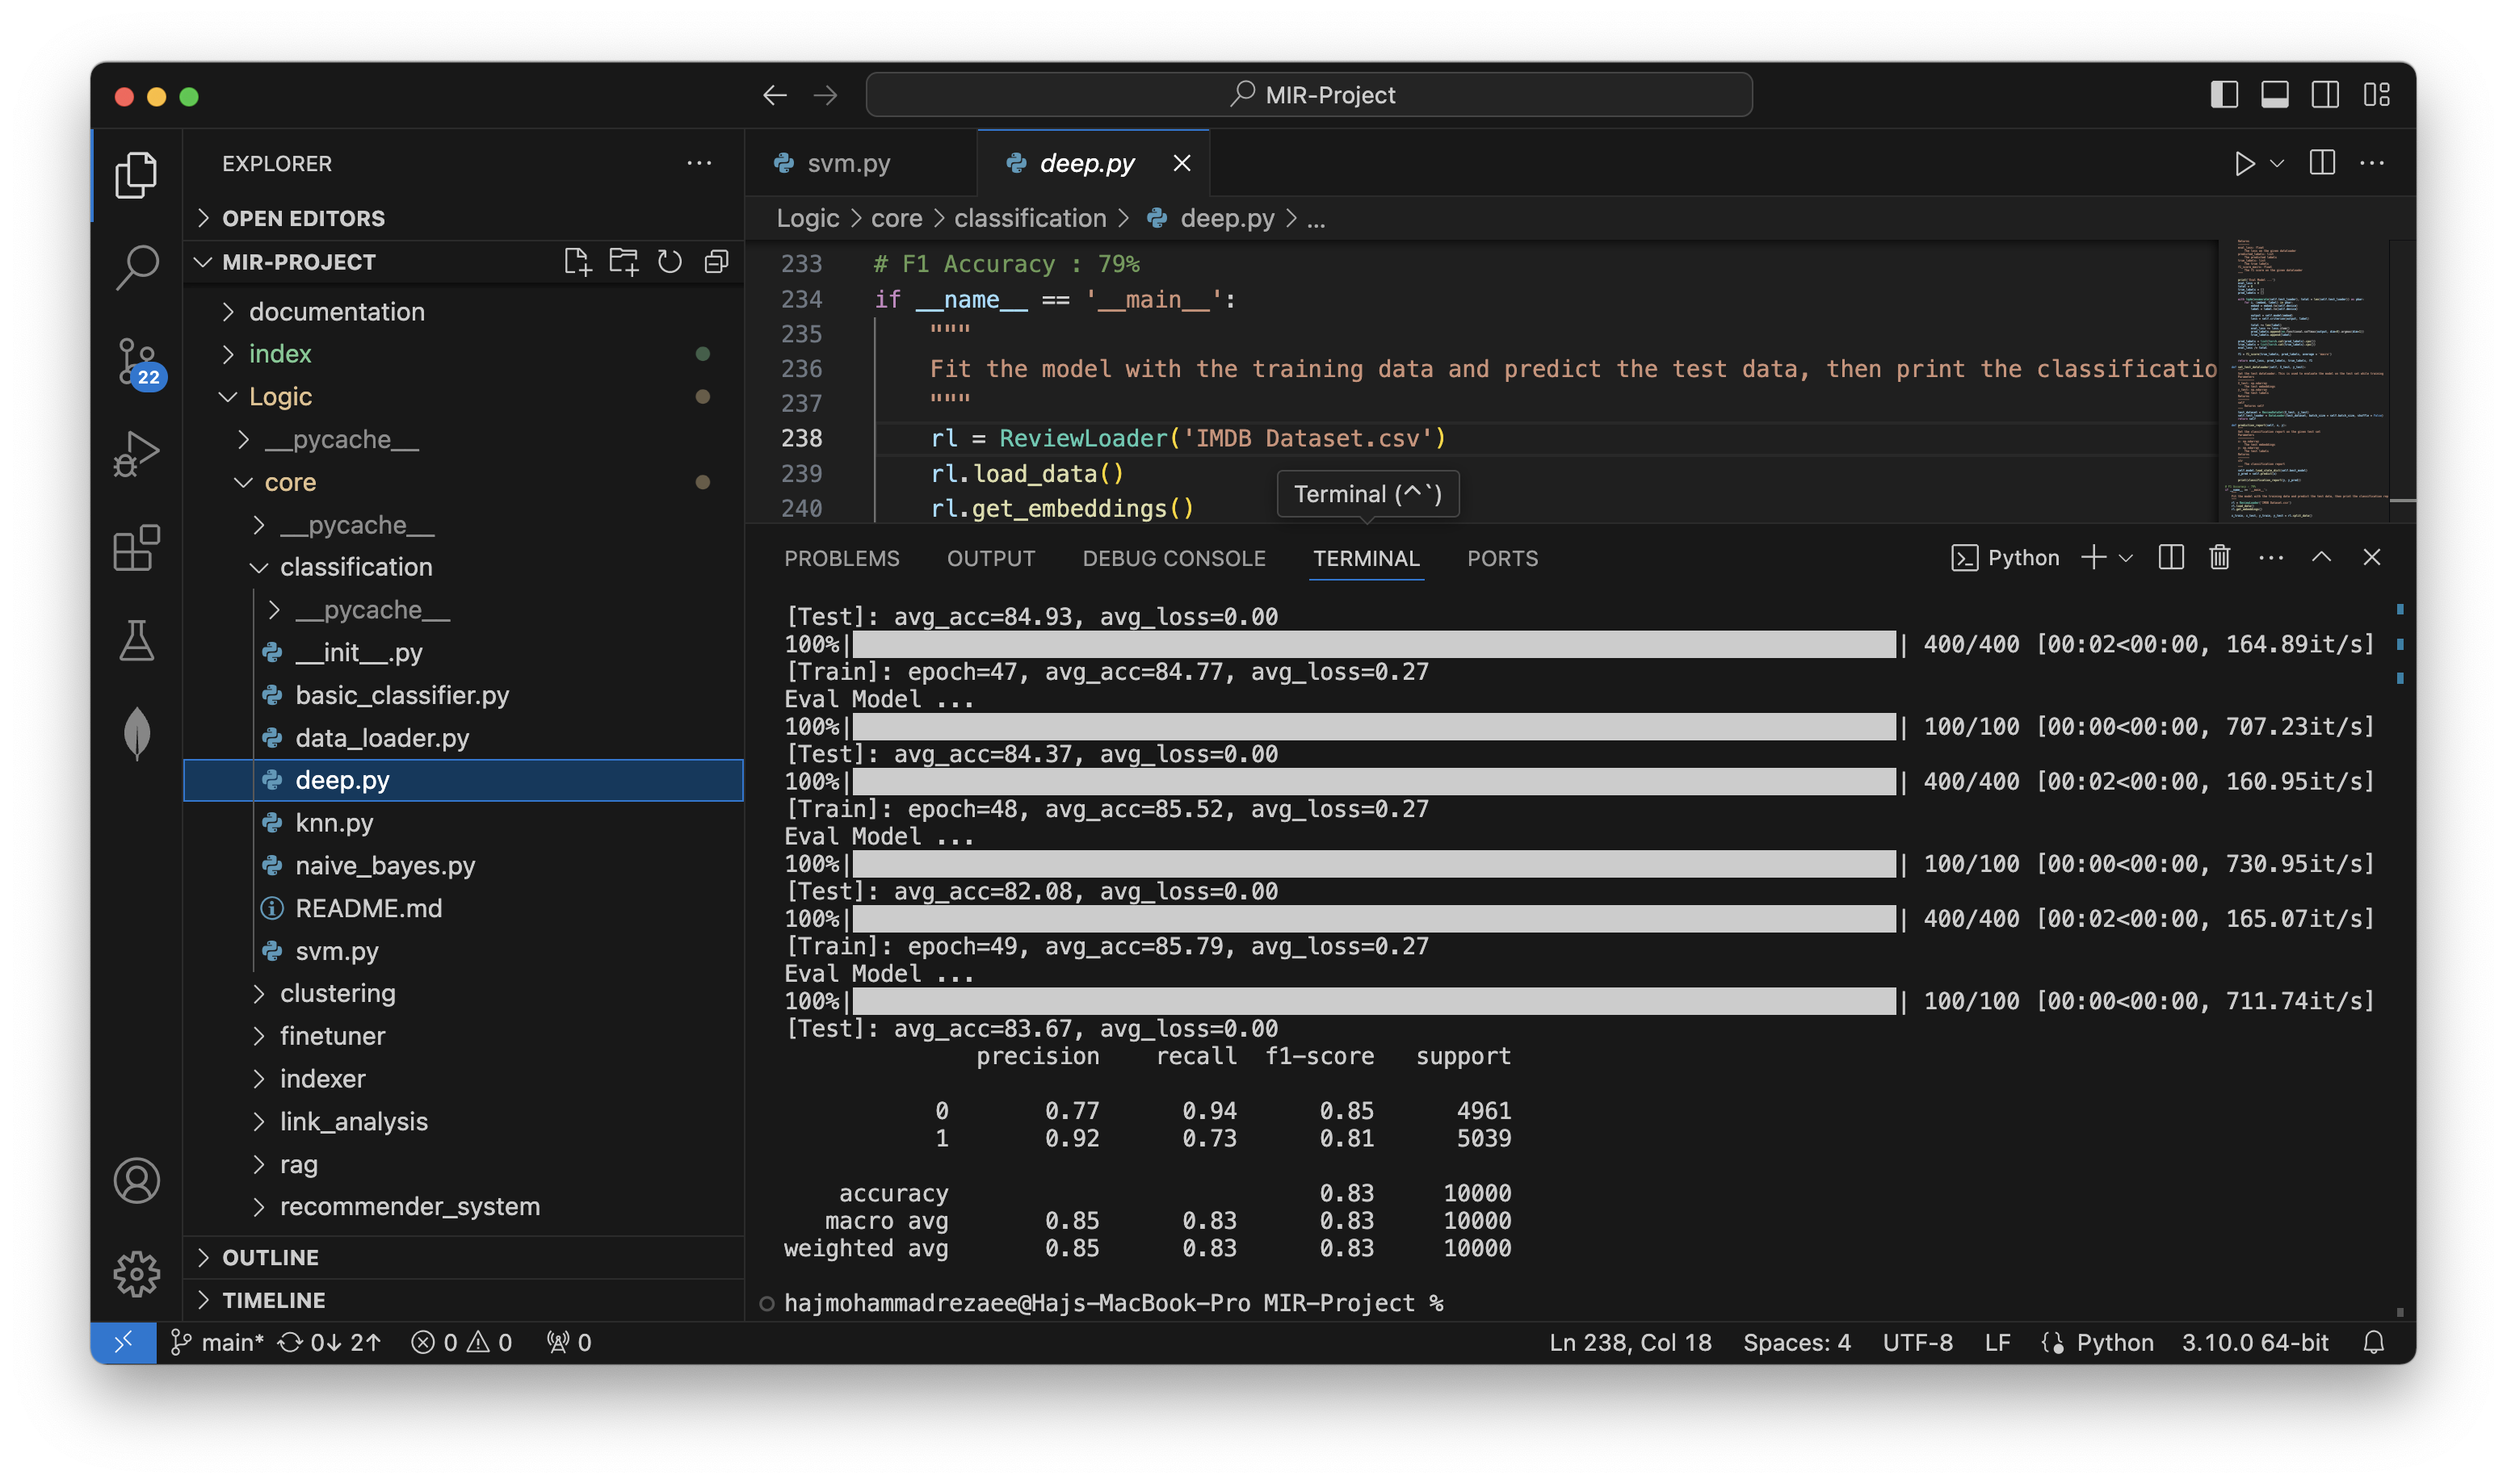 MIR-Project
EXPLORER
OPEN EDITORS
MIR-PROJECT
documentation
index
Logic
__pycache__
core
__pycache__
classification
__pycache__
__init__.py
basic_classifier.py
data_loader.py
deep.py
knn.py
naive_bayes.py
README.md
svm.py
clustering
finetuner
indexer
link_analysis
rag
recommender_system
OUTLINE
TIMELINE
22
svm.py
deep.py
Logic > core > classification > deep.py > ...
233 # F1 Accuracy : 79%
234 if __name__ == '__main__':
235 """
236 Fit the model with the training data and predict the test data, then print the classificatio
237 """
238 rl = ReviewLoader('IMDB Dataset.csv')
239 rl.load_data()
240 rl.get_embeddings()
Terminal (^`)
PROBLEMS OUTPUT DEBUG CONSOLE TERMINAL PORTS
Python
[Test]: avg_acc=84.93, avg_loss=0.00
100%| | 400/400 [00:02<00:00, 164.89it/s]
[Train]: epoch=47, avg_acc=84.77, avg_loss=0.27
Eval Model ...
100%| | 100/100 [00:00<00:00, 707.23it/s]
[Test]: avg_acc=84.37, avg_loss=0.00
100%| | 400/400 [00:02<00:00, 160.95it/s]
[Train]: epoch=48, avg_acc=85.52, avg_loss=0.27
Eval Model ...
100%| | 100/100 [00:00<00:00, 730.95it/s]
[Test]: avg_acc=82.08, avg_loss=0.00
100%| | 400/400 [00:02<00:00, 165.07it/s]
[Train]: epoch=49, avg_acc=85.79, avg_loss=0.27
Eval Model ...
100%| | 100/100 [00:00<00:00, 711.74it/s]
[Test]: avg_acc=83.67, avg_loss=0.00
precision recall f1-score support
0 0.77 0.94 0.85 4961
1 0.92 0.73 0.81 5039
accuracy 0.83 10000
macro avg 0.85 0.83 0.83 10000
weighted avg 0.85 0.83 0.83 10000
hajmohammadrezaee@Hajs-MacBook-Pro MIR-Project %
main* 0↓ 2↑ 0 0 0
Ln 238, Col 18 Spaces: 4 UTF-8 LF Python 3.10.0 64-bit